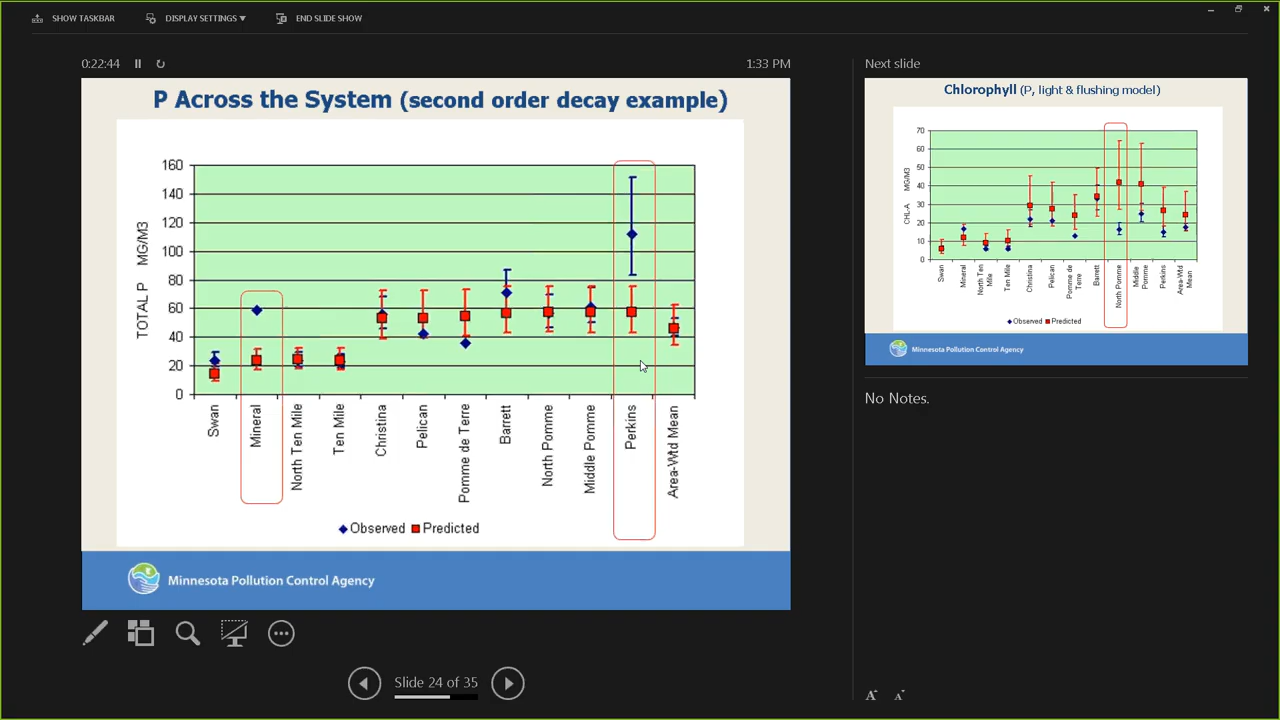 SHOW TASKBAR
DISPLAY SETTINGS ▼
END SLIDE SHOW
0:22:44
1:33 PM
P Across the System (second order decay example)
TOTAL P MG/M3
160
140
120
100
80
60
40
20
0
Swan
Mineral
North Ten Mile
Ten Mile
Christina
Pelican
Pomme de Terre
Barrett
North Pomme
Middle Pomme
Perkins
Area-Wtd Mean
Observed
Predicted
Minnesota Pollution Control Agency
Slide 24 of 35
Next slide
Chlorophyll (P, light & flushing model)
CHL-A MG/M3
70
60
50
40
30
20
10
0
Swan
Mineral
North Ten
Mile
Ten Mile
Christina
Pelican
Pomme de
Terre
Barrett
North Pomme
Middle
Pomme
Perkins
Area-Wtd
Mean
Observed
Predicted
Minnesota Pollution Control Agency
No Notes.
A
A